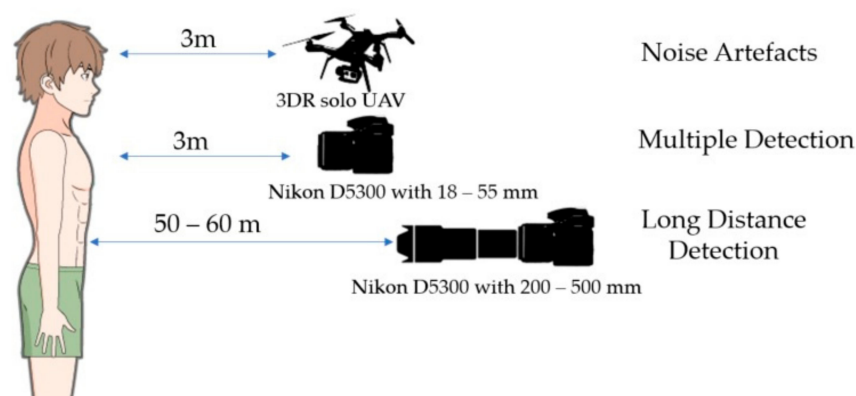 3m
Noise Artefacts
3DR solo UAV
3m
Multiple Detection
Nikon D5300 with 18 – 55 mm
50 – 60 m
Long Distance
Detection
Nikon D5300 with 200 – 500 mm